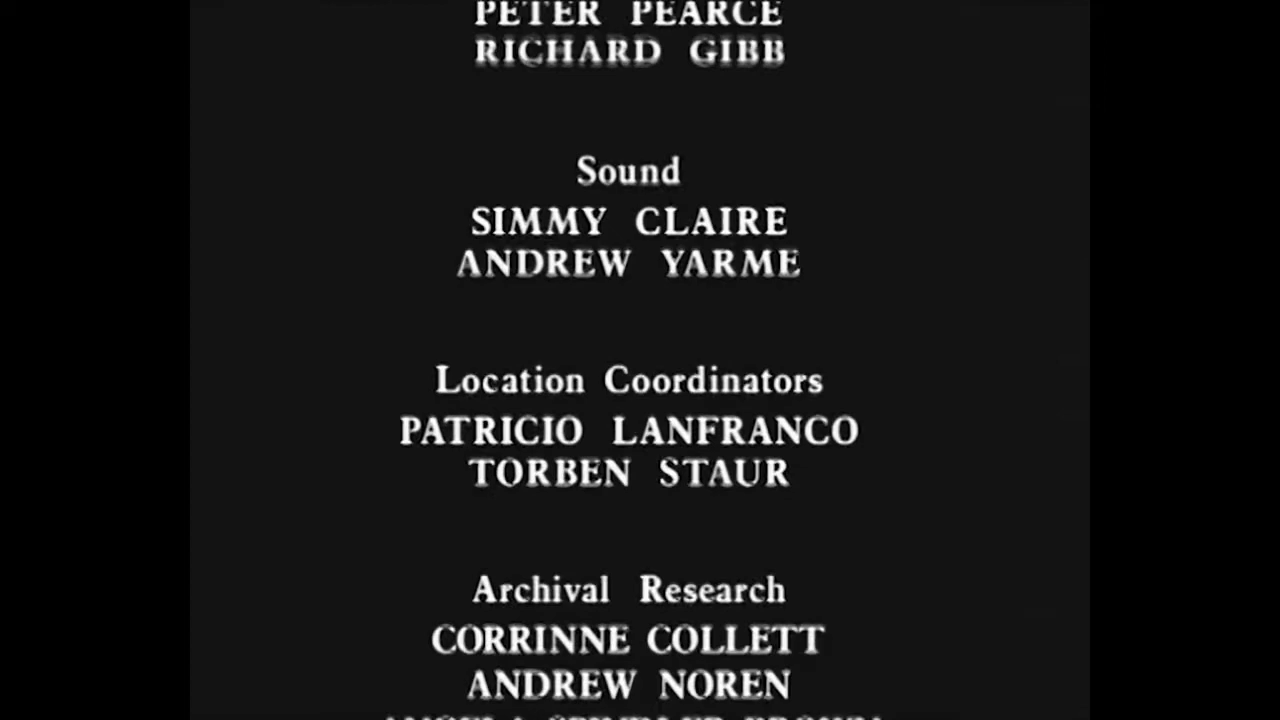 PETER PEARCE
RICHARD GIBB
Sound
SIMMY CLAIRE
ANDREW YARME
Location Coordinators
PATRICIO LANFRANCO
TORBEN STAUR
Archival Research
CORRINNE COLLETT
ANDREW NOREN